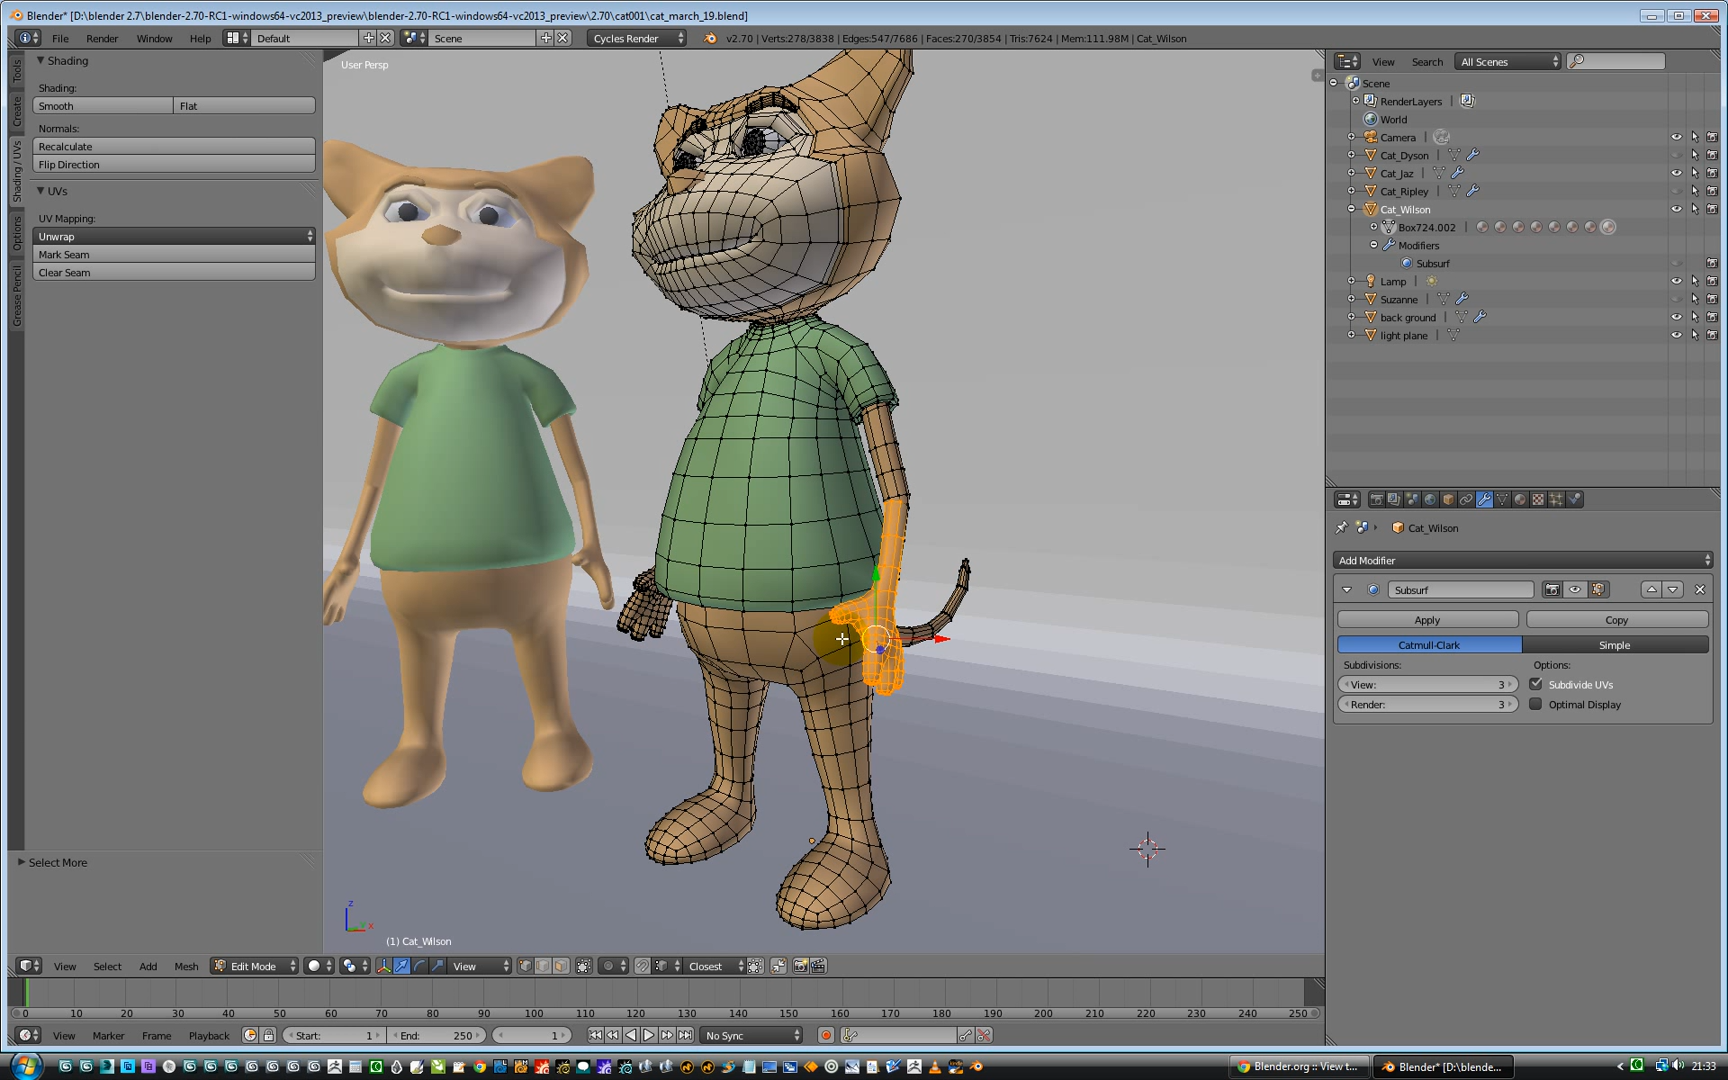 Blender* [D:\blender 2.7\blender-2.70-RC1-windows64-vc2013_preview\blender-2.70-RC1-windows64-vc2013_preview\2.70\cat001\cat_march_19.blend]
File Render Window Help Default Scene Cycles Render v2.70 | Verts:278/3838 | Edges:547/7686 | Faces:270/3854 | Tris:7624 | Mem:111.98M | Cat_Wilson
Tools
Create
Shading / UVs
Options
Grease Pencil
Shading
Shading:
Smooth Flat
Normals:
Recalculate
Flip Direction
UVs
UV Mapping:
Unwrap
Mark Seam
Clear Seam
Select More
User Persp
z
x
(1) Cat_Wilson
View Search All Scenes
Scene
RenderLayers
World
Camera
Cat_Dyson
Cat_Jaz
Cat_Ripley
Cat_Wilson
Box724.002
Modifiers
Subsurf
Lamp
Suzanne
back ground
light plane
Cat_Wilson
Add Modifier
Subsurf
Apply Copy
Catmull-Clark Simple
Subdivisions: Options:
View: 3 Subdivide UVs
Render: 3 Optimal Display
View Select Add Mesh Edit Mode View Closest
0 10 20 30 40 50 60 70 80 90 100 110 120 130 140 150 160 170 180 190 200 210 220 230 240 250
View Marker Frame Playback Start: 1 End: 250 1 No Sync
Blender.org :: View t... Blender* [D:\blende... 21:33